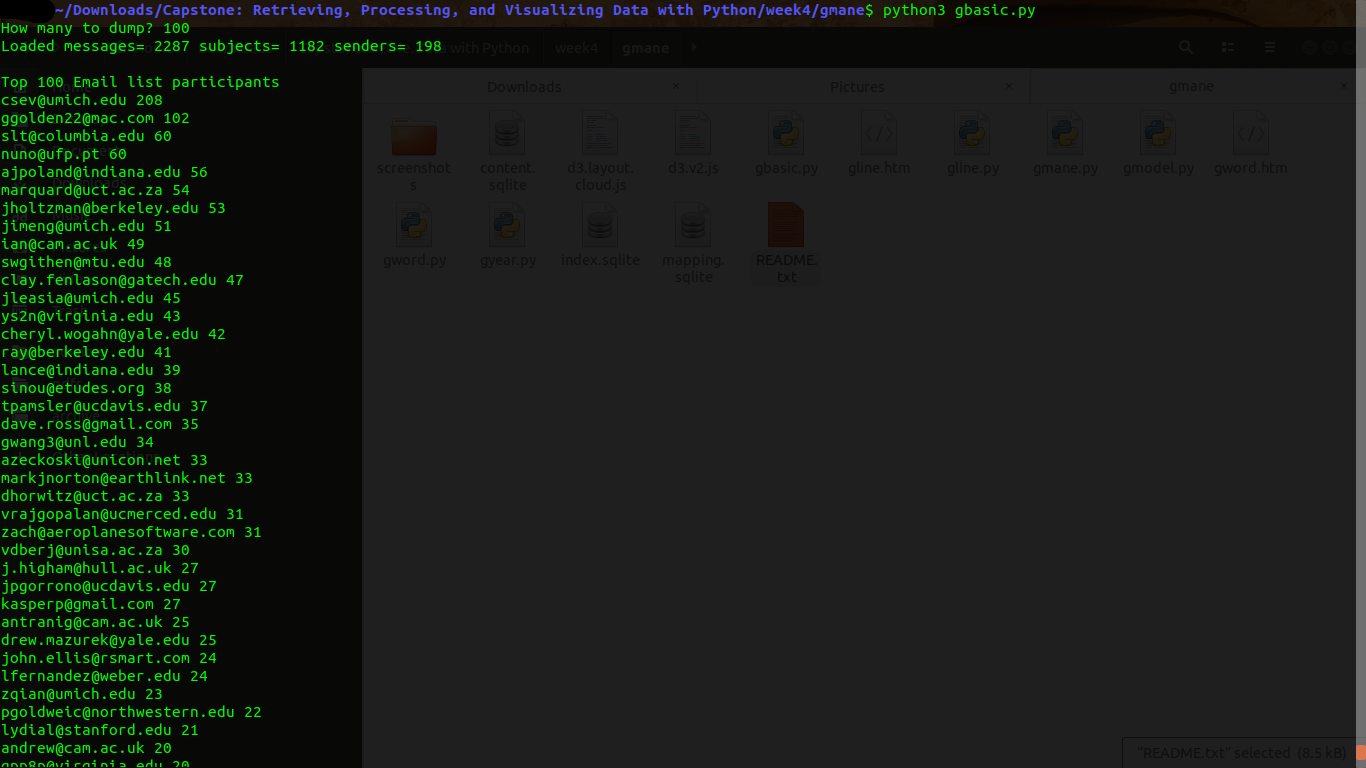 ~/Downloads/Capstone: Retrieving, Processing, and Visualizing Data with Python/week4/gmane$ python3 gbasic.py
How many to dump? 100
Loaded messages= 2287 subjects= 1182 senders= 198
with Python
week4
gmane
Top 100 Email list participants
csev@umich.edu 208
ggolden22@mac.com 102
slt@columbia.edu 60
nuno@ufp.pt 60
ajpoland@indiana.edu 56
marquard@uct.ac.za 54
jholtzman@berkeley.edu 53
jimeng@umich.edu 51
ian@cam.ac.uk 49
swgithen@mtu.edu 48
clay.fenlason@gatech.edu 47
jleasia@umich.edu 45
ys2n@virginia.edu 43
cheryl.wogahn@yale.edu 42
ray@berkeley.edu 41
lance@indiana.edu 39
sinou@etudes.org 38
tpamsler@ucdavis.edu 37
dave.ross@gmail.com 35
gwang3@unl.edu 34
azeckoski@unicon.net 33
markjnorton@earthlink.net 33
dhorwitz@uct.ac.za 33
vrajgopalan@ucmerced.edu 31
zach@aeroplanesoftware.com 31
vdberj@unisa.ac.za 30
j.higham@hull.ac.uk 27
jpgorrono@ucdavis.edu 27
kasperp@gmail.com 27
antranig@cam.ac.uk 25
drew.mazurek@yale.edu 25
john.ellis@rsmart.com 24
lfernandez@weber.edu 24
zqian@umich.edu 23
pgoldweic@northwestern.edu 22
lydial@stanford.edu 21
andrew@cam.ac.uk 20
gpp8p@virginia.edu 20
Downloads
Pictures
gmane
screenshot
s
content.
sqlite
d3.layout.
cloud.js
d3.v2.js
gbasic.py
gline.htm
gline.py
gmane.py
gmodel.py
gword.htm
gword.py
gyear.py
index.sqlite
mapping.
sqlite
README.
txt
"README.txt" selected (8.5 kB)